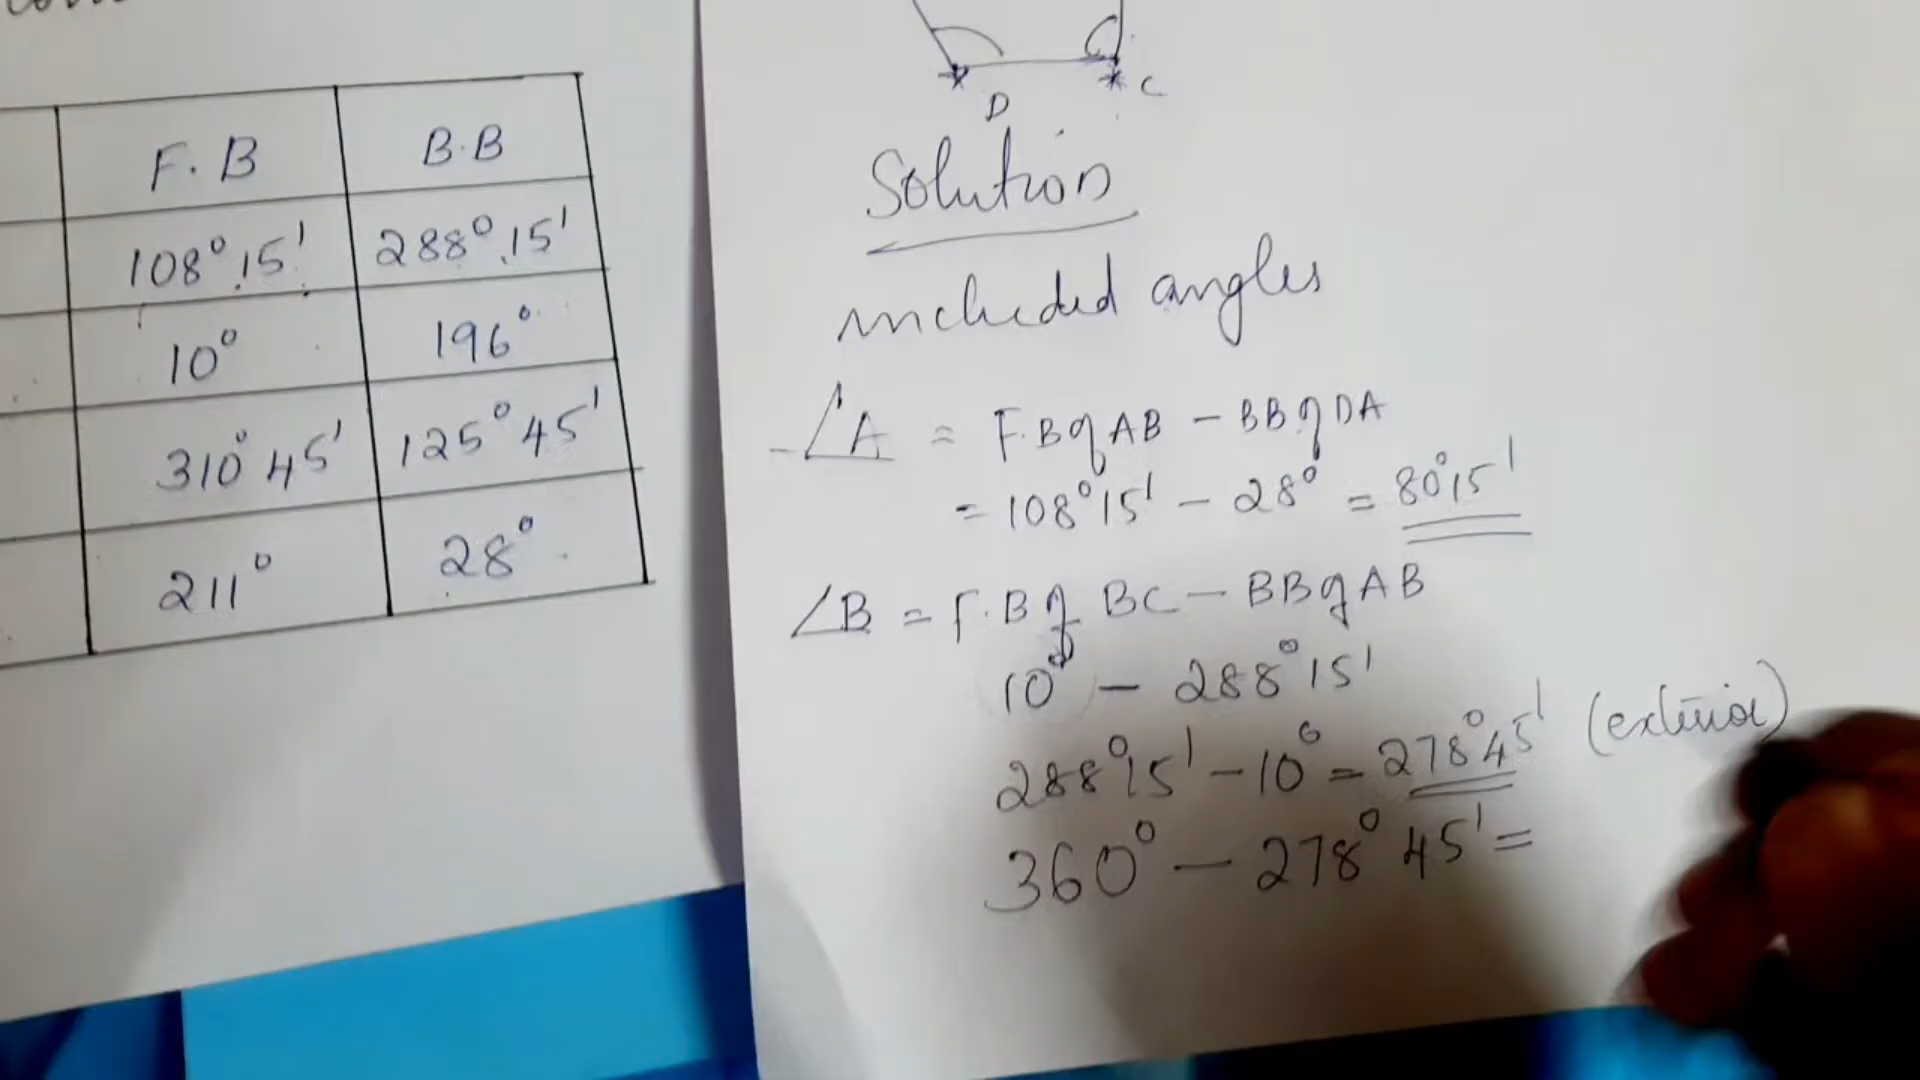 F.B B.B
108° 15' 288° 15'
10° 196°
310° 45' 125° 45'
211° 28°
D C
Solution
included angles
∠A = F.B of AB - BB of DA
= 108° 15' - 28° = 80° 15'
∠B = F.B of BC - BB of AB
10° - 288° 15'
288° 15' - 10° = 278° 45' (exterior)
360° - 278° 45' =